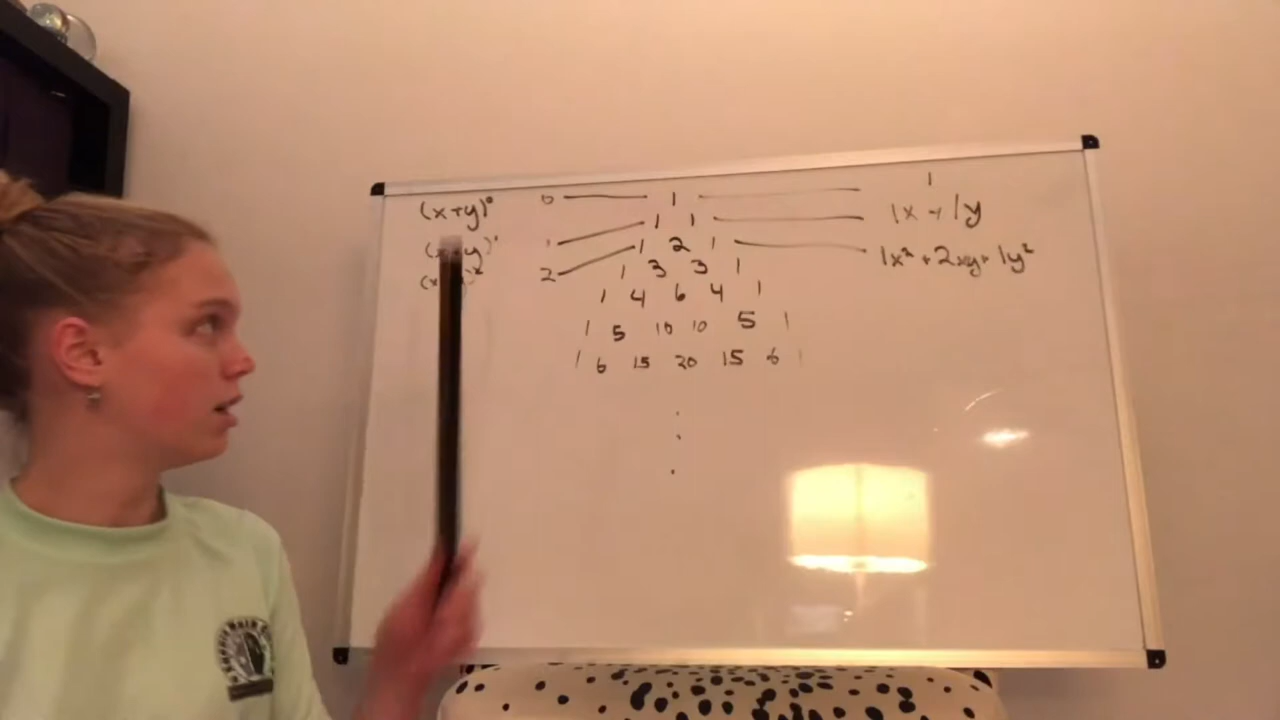 (x+y)⁰ 0 1 1
1 1 1x + 1y
(x+y)¹ 1 1 2 1 1x² + 2xy + 1y²
2 1 3 3 1
1 4 6 4 1
1 5 10 10 5 1
1 6 15 20 15 6 1